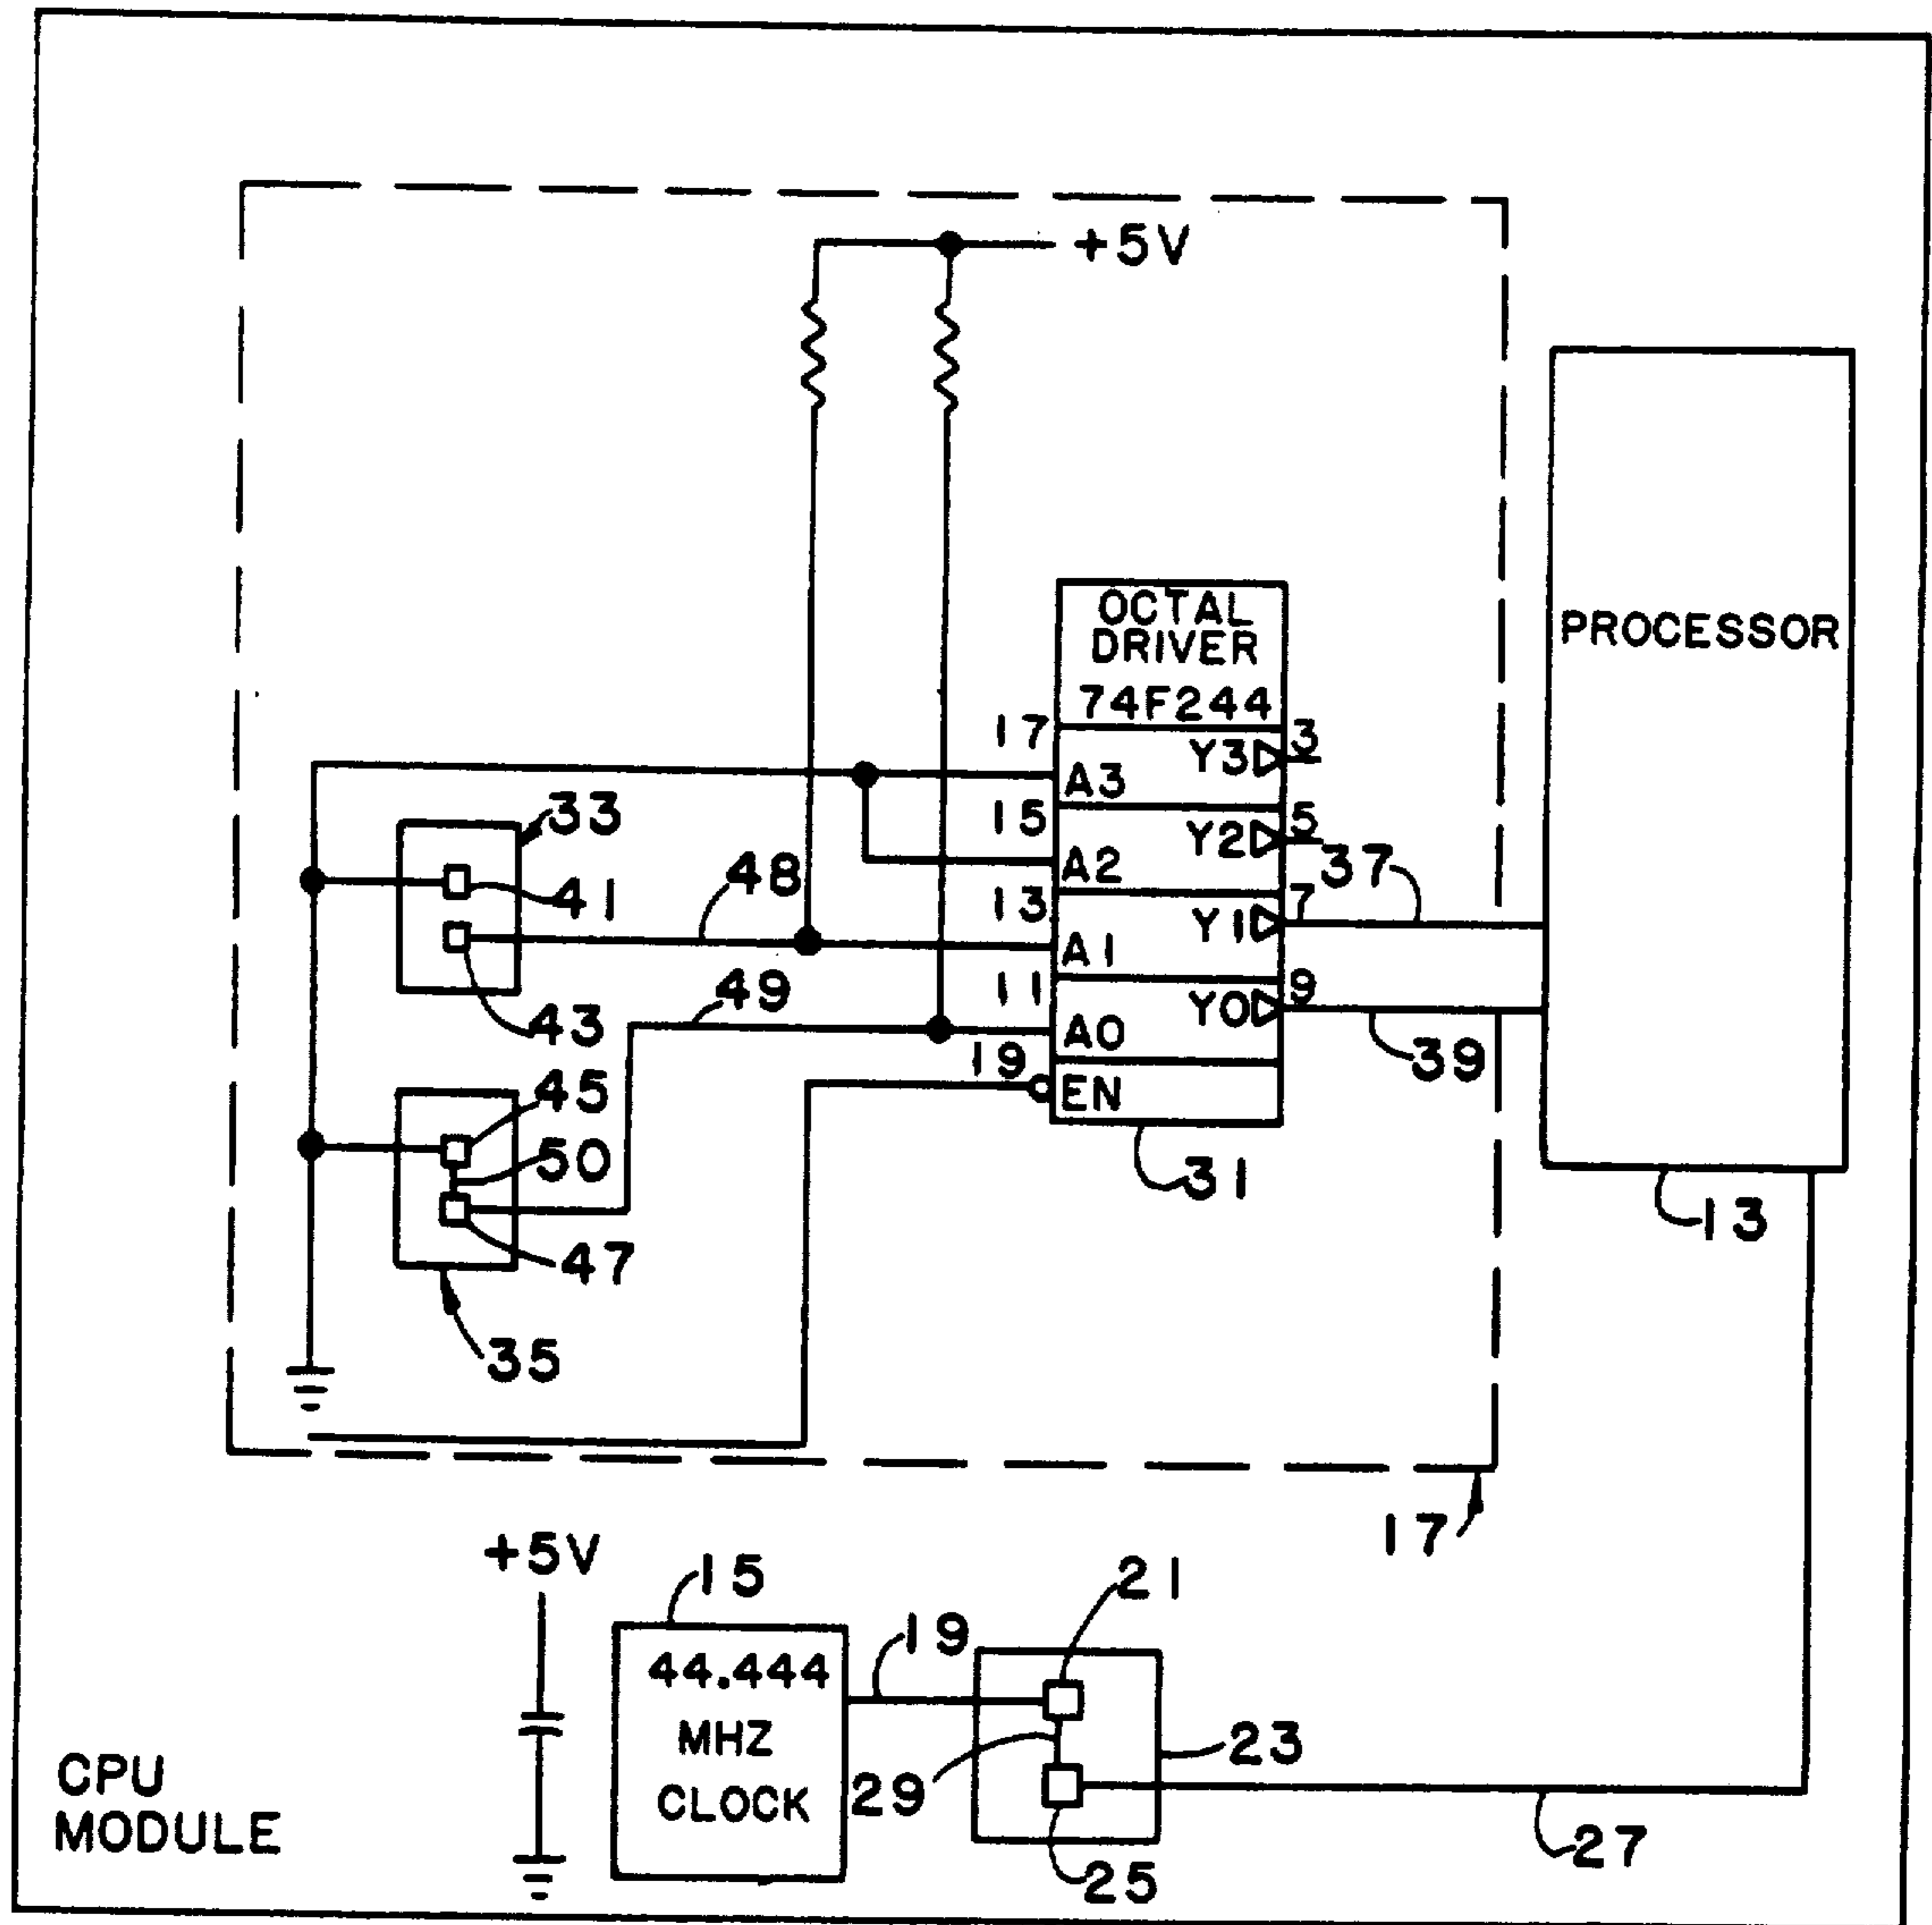 +5V
OCTAL
DRIVER
74F244
PROCESSOR
17
Y3
3
A3
33
15
Y2
5
37
A2
48
41
13
Y1
7
A1
49
11
Y0
9
43
A0
39
19
45
EN
50
31
13
47
35
17
+5V
15
21
19
44.444
MHZ
CLOCK
23
29
CPU
MODULE
27
25